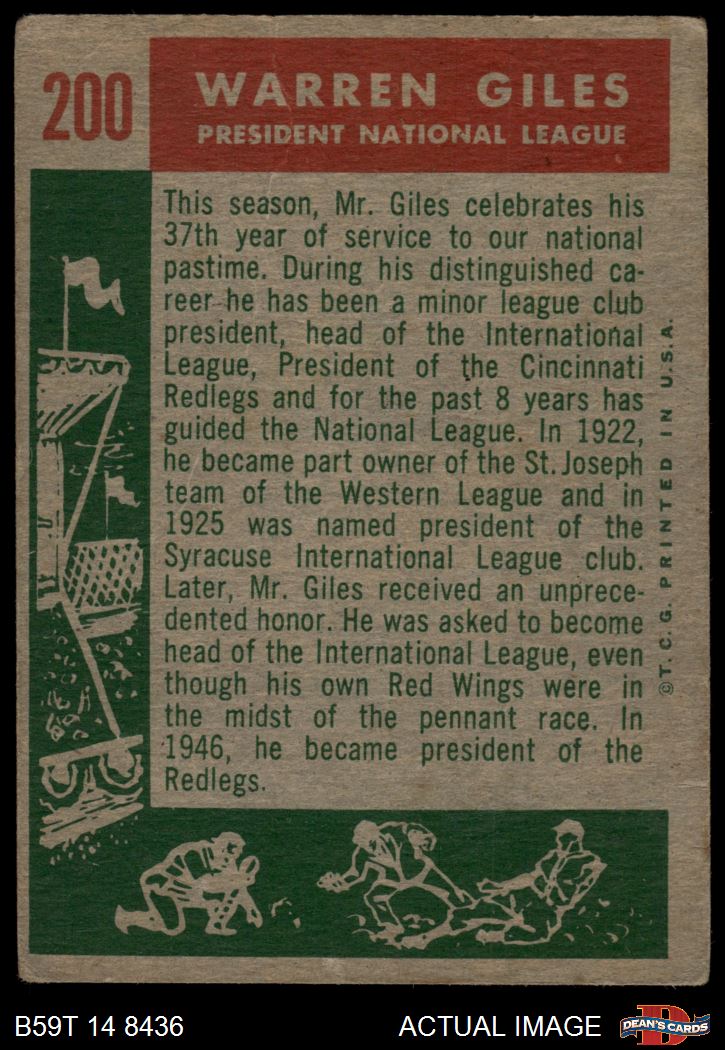 200
WARREN GILES
PRESIDENT NATIONAL LEAGUE
This season, Mr. Giles celebrates his
37th year of service to our national
pastime. During his distinguished ca-
reer he has been a minor league club
president, head of the International
League, President of the Cincinnati
Redlegs and for the past 8 years has
guided the National League. In 1922,
he became part owner of the St. Joseph
team of the Western League and in
1925 was named president of the
Syracuse International League club.
Later, Mr. Giles received an unprece-
dented honor. He was asked to become
head of the International League, even
though his own Red Wings were in
the midst of the pennant race. In
1946, he became president of the
Redlegs.
©T. C. G. PRINTED IN U.S.A.
B59T 14 8436
ACTUAL IMAGE
D
DEAN'S CARDS